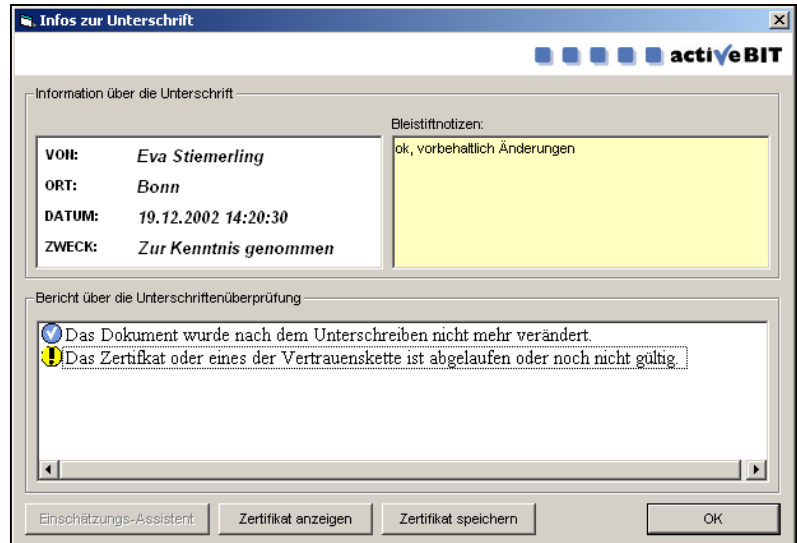 Infos zur Unterschrift
activeBIT
Information über die Unterschrift
Bleistiftnotizen:
VON: Eva Stiemerling
ORT: Bonn
DATUM: 19.12.2002 14:20:30
ZWECK: Zur Kenntnis genommen
ok, vorbehaltlich Änderungen
Bericht über die Unterschriftenüberprüfung
Das Dokument wurde nach dem Unterschreiben nicht mehr verändert.
Das Zertifkat oder eines der Vertrauenskette ist abgelaufen oder noch nicht gültig.
Einschätzungs-Assistent Zertifikat anzeigen Zertifikat speichern OK